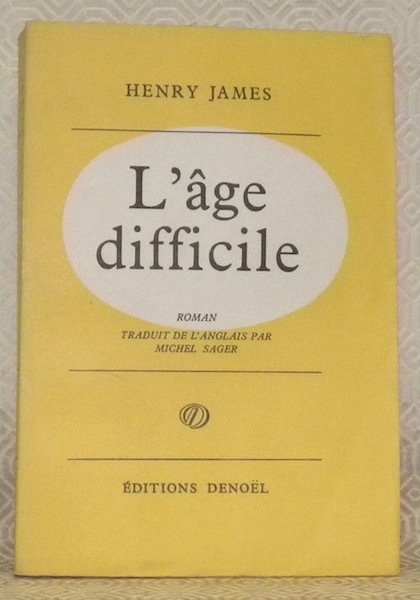 HENRY JAMES
L'âge
difficile
ROMAN
TRADUIT DE L'ANGLAIS PAR
MICHEL SAGER
ÉDITIONS DENOËL